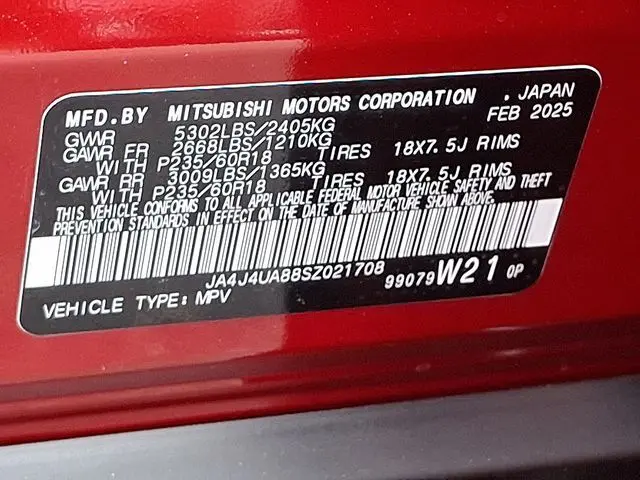 MFD. BY MITSUBISHI MOTORS CORPORATION , JAPAN
FEB 2025
GVWR 5302LBS/2405KG
GAWR FR 2668LBS/1210KG
WITH P235/60R18 TIRES 18X7.5J RIMS
GAWR RR 3009LBS/1365KG
WITH P235/60R18 TIRES 18X7.5J RIMS
THIS VEHICLE CONFORMS TO ALL APPLICABLE FEDERAL MOTOR VEHICLE SAFETY AND THEFT
PREVENTION STANDARDS IN EFFECT ON THE DATE OF MANUFACTURE SHOWN ABOVE.
JA4J4UA88SZ021708
VEHICLE TYPE: MPV 99079 W21 0P